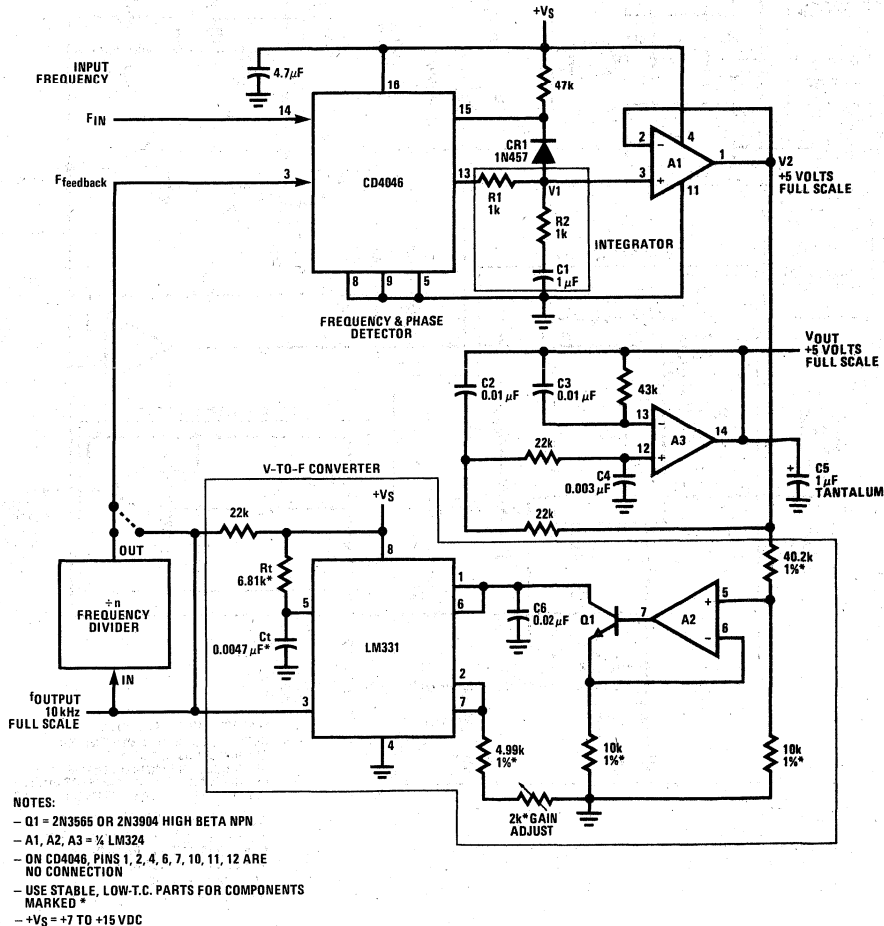 +VS
INPUT
FREQUENCY
4.7µF
16
47k
FIN
14
15
CR1
1N457
2
4
−
A1
1
V2
+5 VOLTS
FULL SCALE
Ffeedback
3
CD4046
13
R1
1k
V1
3
+
11
R2
1k
INTEGRATOR
C1
1 µF
8
9
5
FREQUENCY & PHASE
DETECTOR
VOUT
+5 VOLTS
FULL SCALE
C2
0.01 µF
C3
0.01 µF
43k
13
−
A3
14
12
+
22k
C4
0.003 µF
+
C5
1 µF
TANTALUM
V-TO-F CONVERTER
22k
+VS
22k
8
40.2k
1%*
OUT
Rt
6.81k*
1
5
+
A2
7
6
−
÷n
FREQUENCY
DIVIDER
5
6
C6
0.02 µF
Q1
Ct
0.0047 µF*
LM331
IN
2
7
fOUTPUT
10 kHz
FULL SCALE
3
4
4.99k
1%*
10k
1%*
10k
1%*
2k* GAIN
ADJUST
NOTES:
– Q1 = 2N3565 OR 2N3904 HIGH BETA NPN
– A1, A2, A3 = ¼ LM324
– ON CD4046, PINS 1, 2, 4, 6, 7, 10, 11, 12 ARE
NO CONNECTION
– USE STABLE, LOW-T.C. PARTS FOR COMPONENTS
MARKED *
– +VS = +7 TO +15 VDC